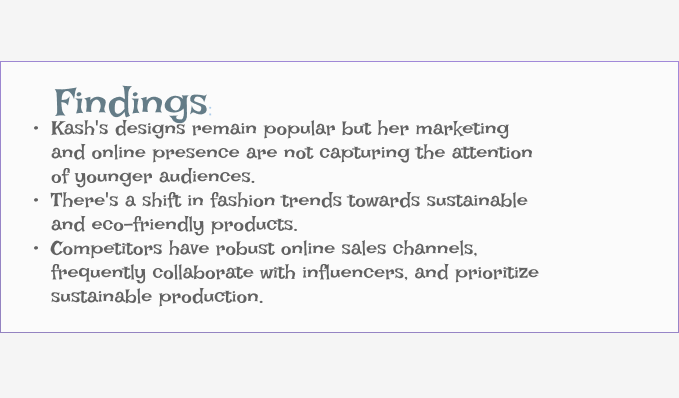 Findings:
• Kash's designs remain popular but her marketing
and online presence are not capturing the attention
of younger audiences.
• There's a shift in fashion trends towards sustainable
and eco-friendly products.
• Competitors have robust online sales channels,
frequently collaborate with influencers, and prioritize
sustainable production.